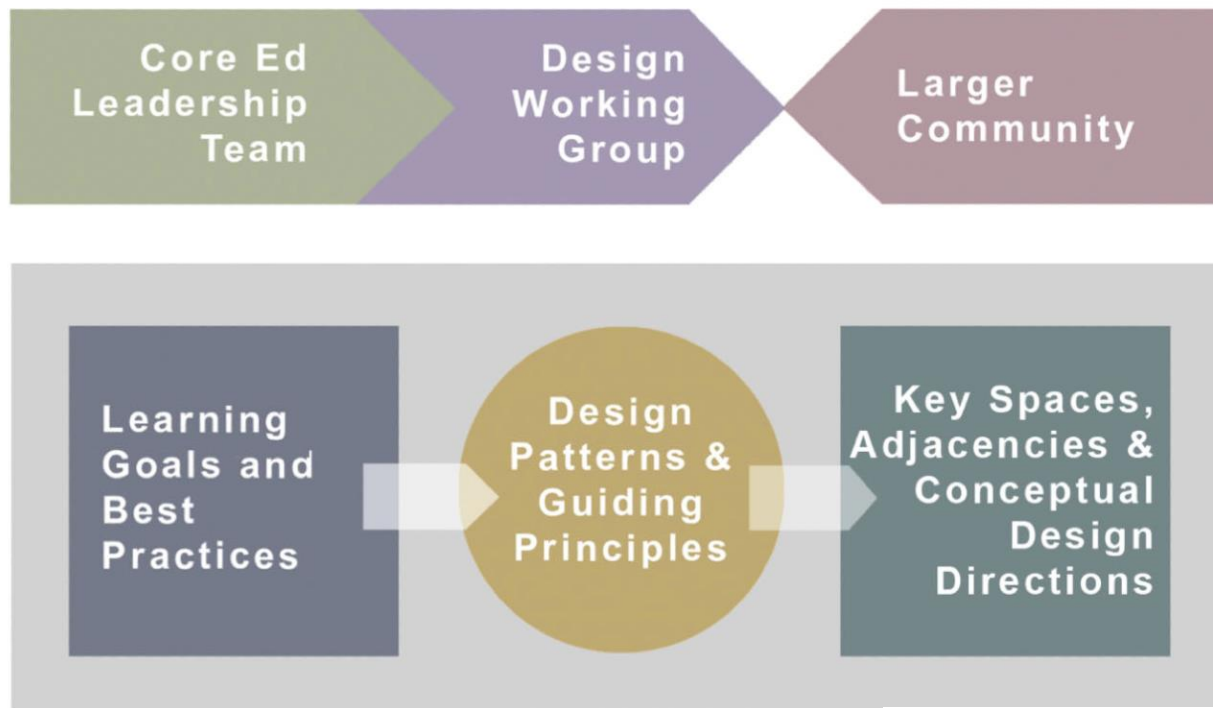 Core Ed
Leadership
Team
Design
Working
Group
Larger
Community
Learning
Goals and
Best
Practices
Design
Patterns &
Guiding
Principles
Key Spaces,
Adjacencies &
Conceptual
Design
Directions